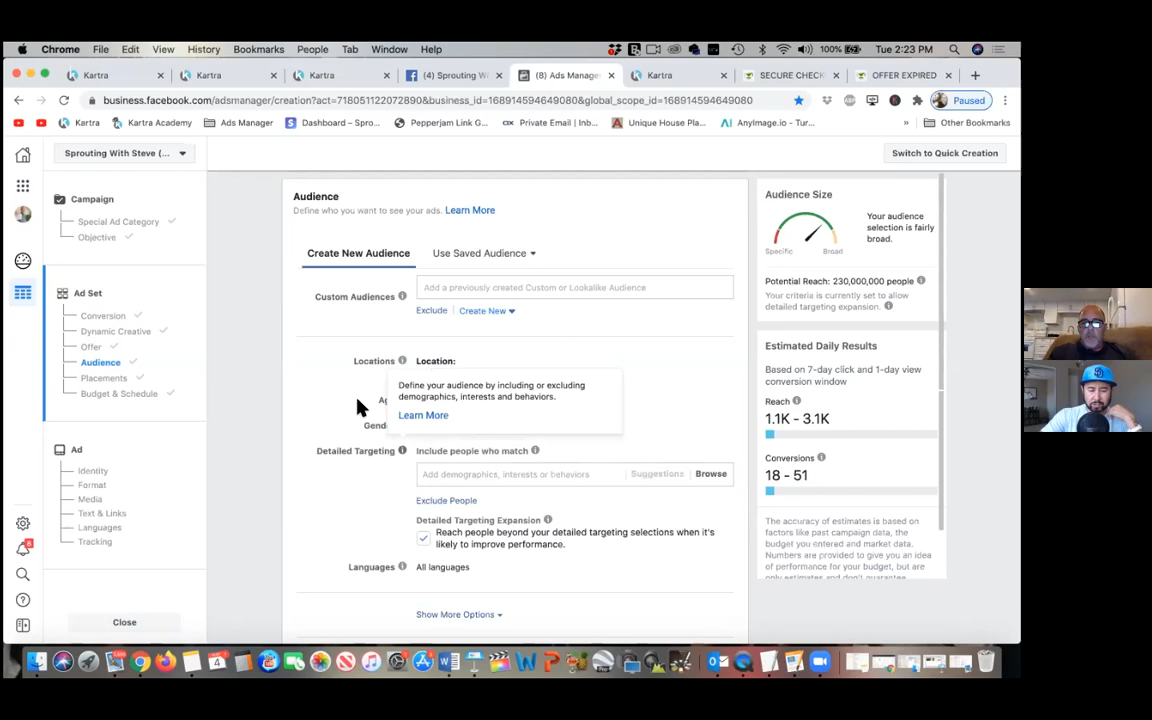 Chrome File Edit View History Bookmarks People Tab Window Help 100% Tue 2:23 PM
Kartra Kartra Kartra (4) Sprouting Wi (8) Ads Manage Kartra SECURE CHECK OFFER EXPIRED
business.facebook.com/adsmanager/creation?act=718051122072890&business_id=168914594649080&global_scope_id=168914594649080 Paused
Kartra Kartra Academy Ads Manager Dashboard – Spro... Pepperjam Link G... Private Email | Inb... Unique House Pla... AnyImage.io - Tur... » Other Bookmarks
Sprouting With Steve (...
Switch to Quick Creation
Campaign
Special Ad Category
Objective
Ad Set
Conversion
Dynamic Creative
Offer
Audience
Placements
Budget & Schedule
Ad
Identity
Format
Media
Text & Links
Languages
Tracking
Close
8
Audience
Define who you want to see your ads. Learn More
Create New Audience Use Saved Audience
Custom Audiences Add a previously created Custom or Lookalike Audience
Exclude Create New
Locations Location:
Define your audience by including or excluding
demographics, interests and behaviors.
Learn More
Ag
Gend
Detailed Targeting Include people who match
Add demographics, interests or behaviors Suggestions Browse
Exclude People
Detailed Targeting Expansion
Reach people beyond your detailed targeting selections when it's
likely to improve performance.
Languages All languages
Show More Options
Audience Size
Your audience
selection is fairly
broad.
Specific Broad
Potential Reach: 230,000,000 people
Your criteria is currently set to allow
detailed targeting expansion.
Estimated Daily Results
Based on 7-day click and 1-day view
conversion window
Reach
1.1K - 3.1K
Conversions
18 - 51
The accuracy of estimates is based on
factors like past campaign data, the
budget you entered and market data.
Numbers are provided to give you an idea
of performance for your budget, but are
only estimates and don't guarantee